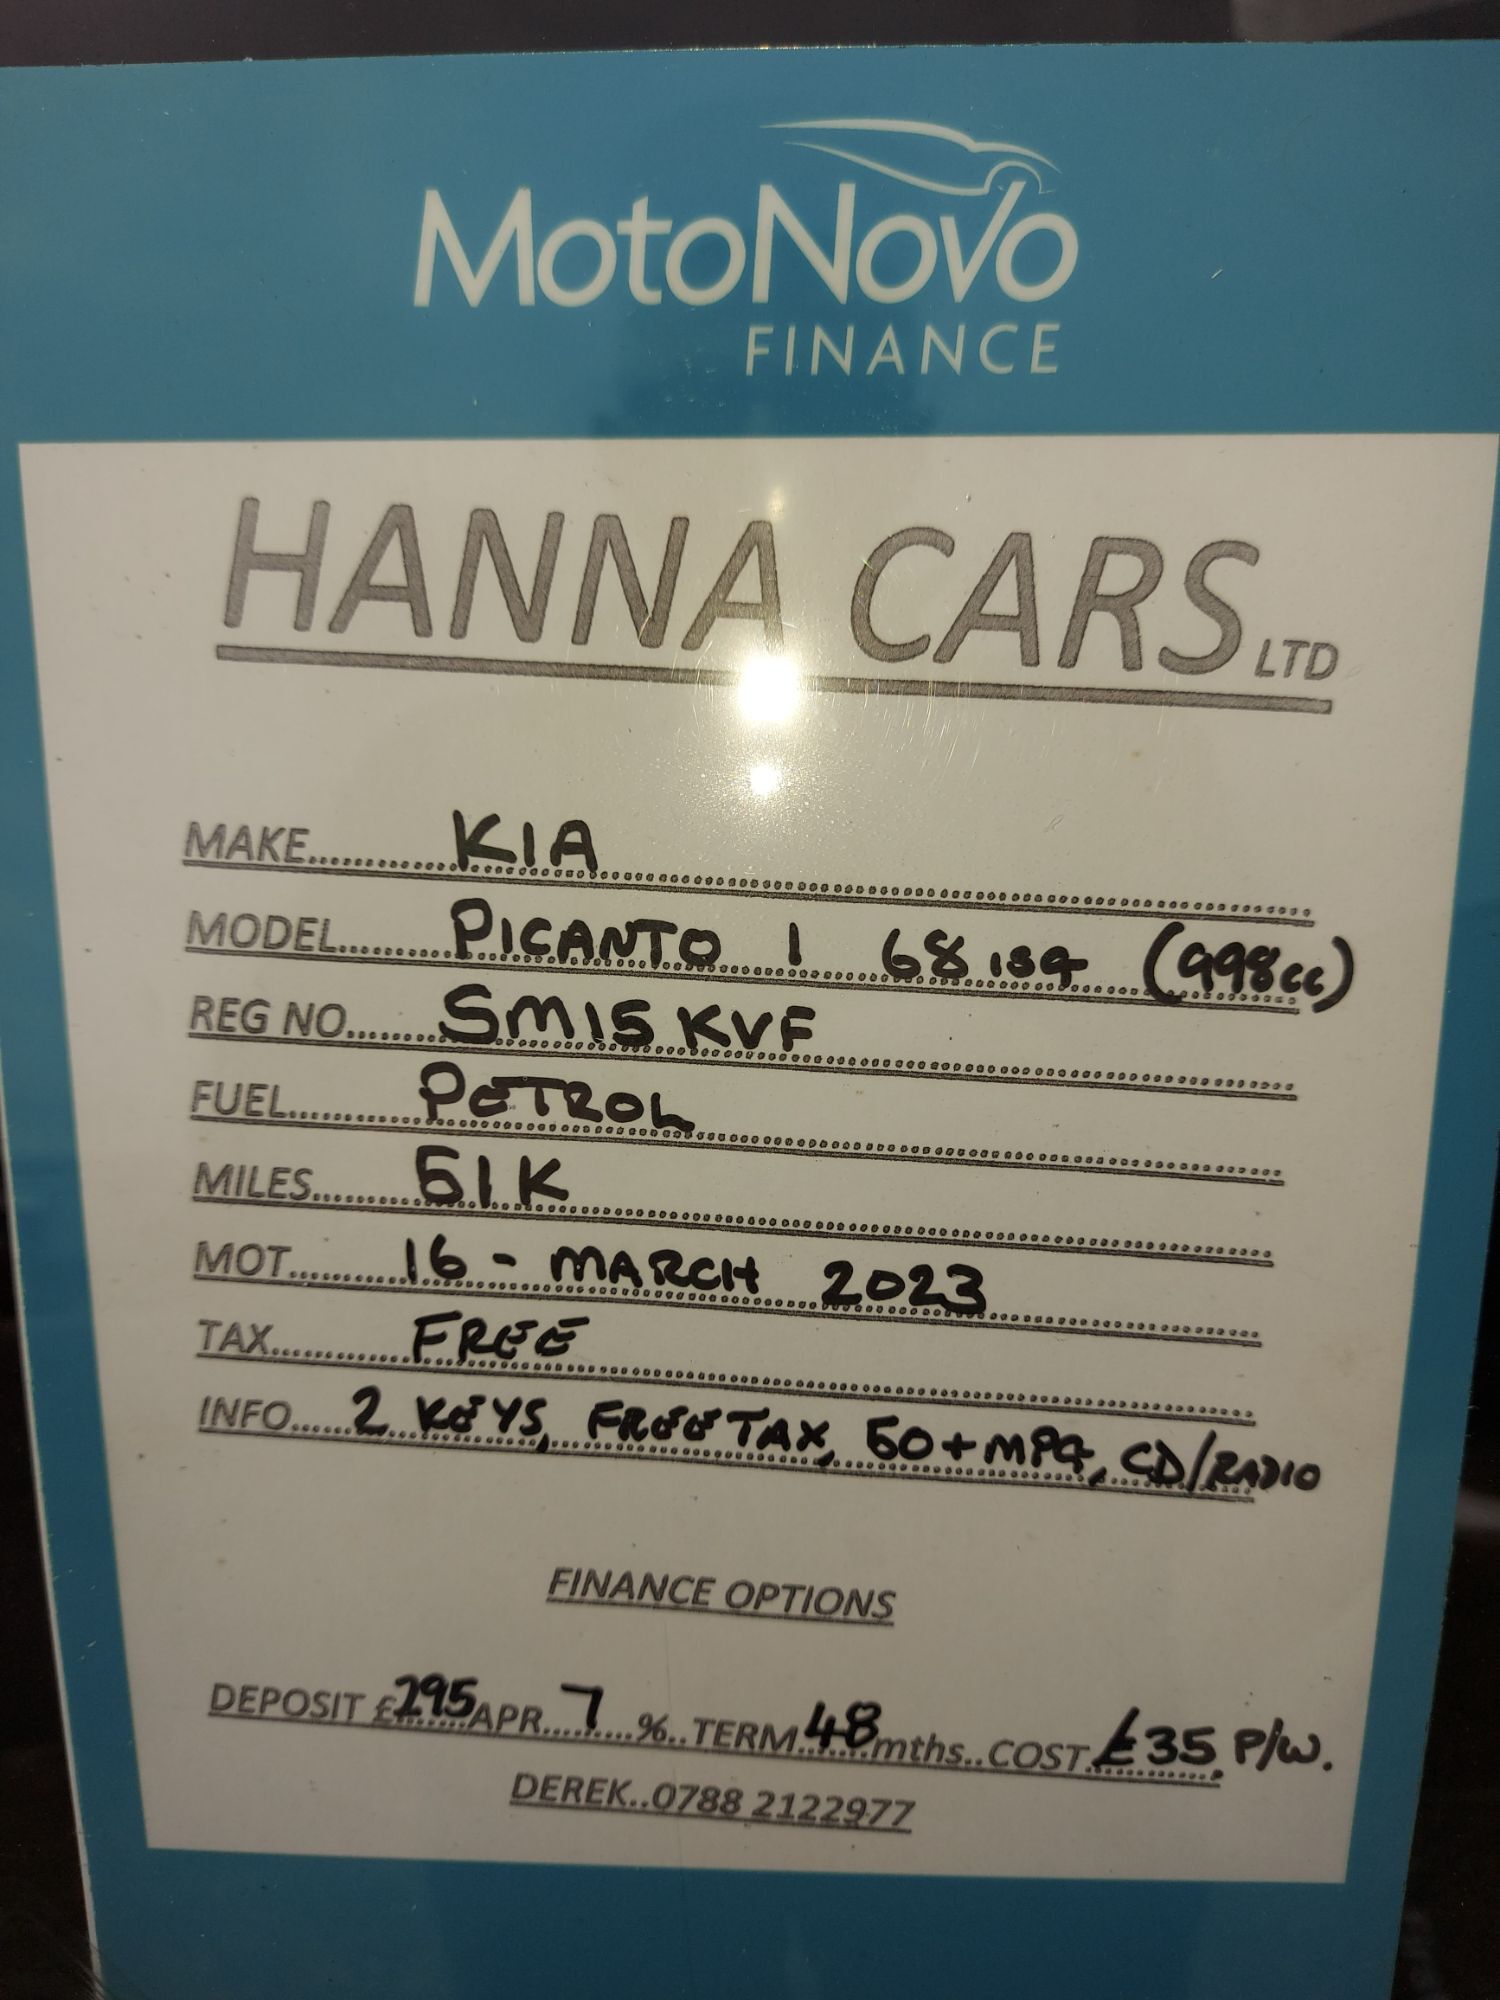 MotoNovo
FINANCE
HANNA CARS LTD
MAKE.............KIA
MODEL..........PICANTO 1 68 ISG (998cc)
REG NO..........SM15 KVF
FUEL..............PETROL
MILES............51K
MOT..............16 - MARCH 2023
TAX...............FREE
INFO......2 KEYS, FREE TAX, 50+MPG, CD/RADIO
FINANCE OPTIONS
DEPOSIT £295 APR....7....%..TERM 48 mths..COST £35 P/W.
DEREK..0788 2122977